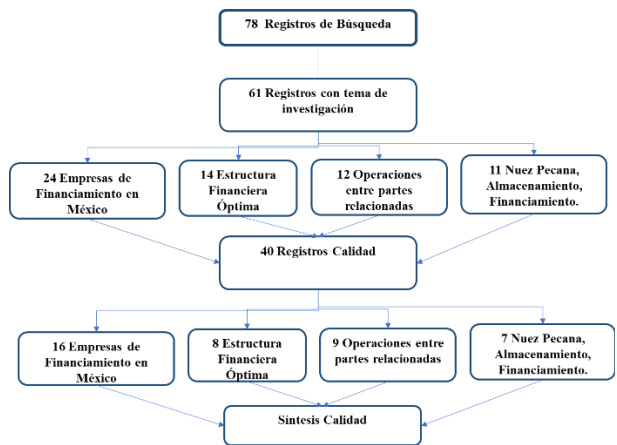 78 Registros de Búsqueda
61 Registros con tema de
investigación
24 Empresas de
Financiamiento en
México
14 Estructura
Financiera
Óptima
12 Operaciones
entre partes
relacionadas
11 Nuez Pecana,
Almacenamiento,
Financiamiento.
40 Registros Calidad
16 Empresas de
Financiamiento en
México
8 Estructura
Financiera
Óptima
9 Operaciones entre
partes relacionadas
7 Nuez Pecana,
Almacenamiento,
Financiamiento.
Síntesis Calidad